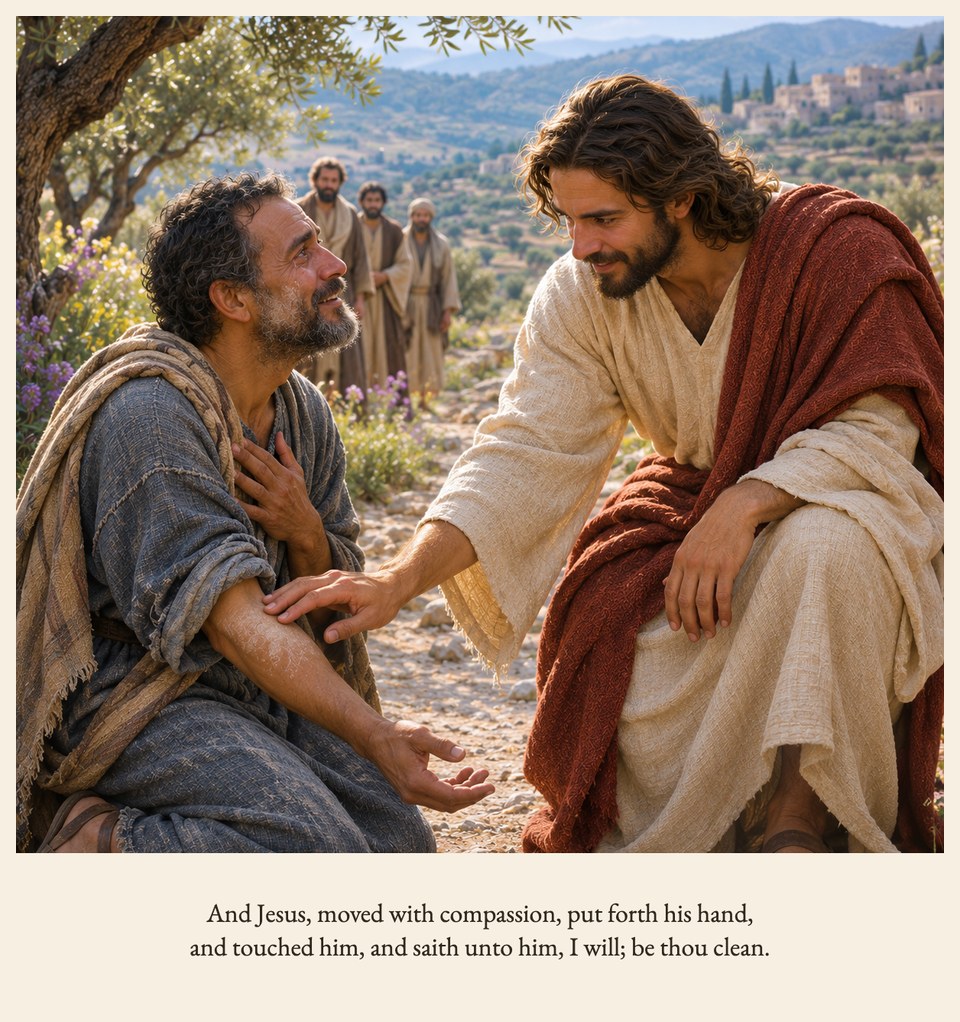 And Jesus, moved with compassion, put forth his hand,
and touched him, and saith unto him, I will; be thou clean.